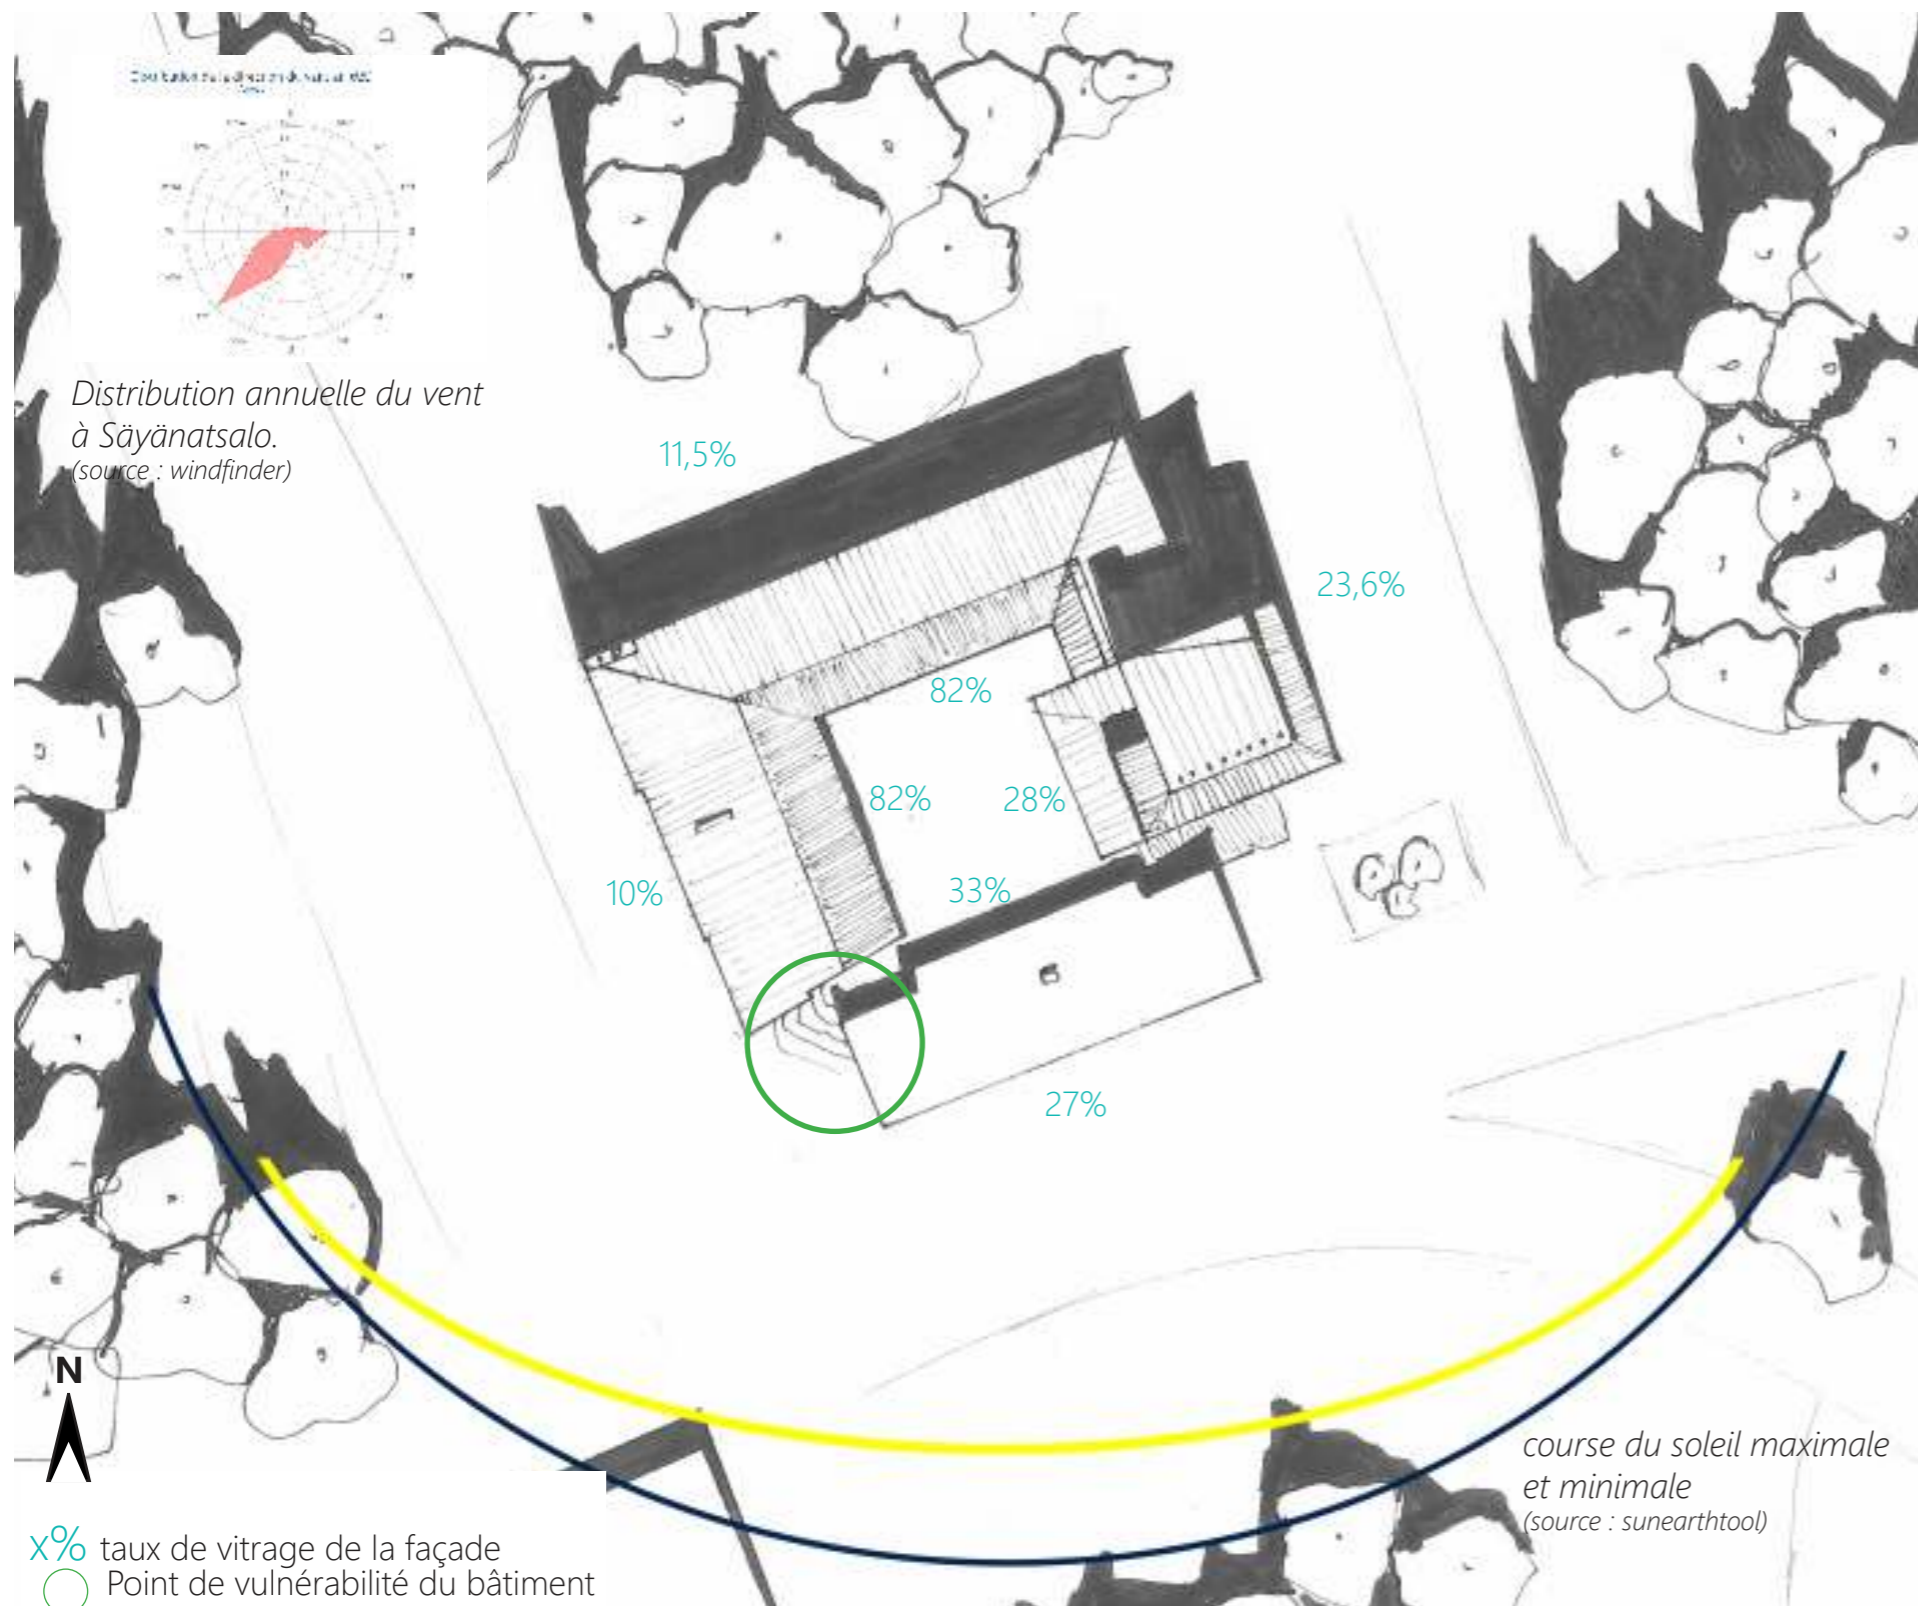 Distribution annuelle du vent
à Säyänatsalo.
(source : windfinder)
11,5%
23,6%
82%
82%
28%
10%
33%
27%
N
course du soleil maximale
et minimale
(source : sunearthtool)
x% taux de vitrage de la façade
Point de vulnérabilité du bâtiment